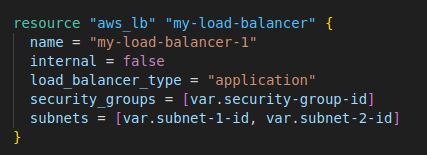 resource "aws_lb" "my-load-balancer" {
  name = "my-load-balancer-1"
  internal = false
  load_balancer_type = "application"
  security_groups = [var.security-group-id]
  subnets = [var.subnet-1-id, var.subnet-2-id]
}